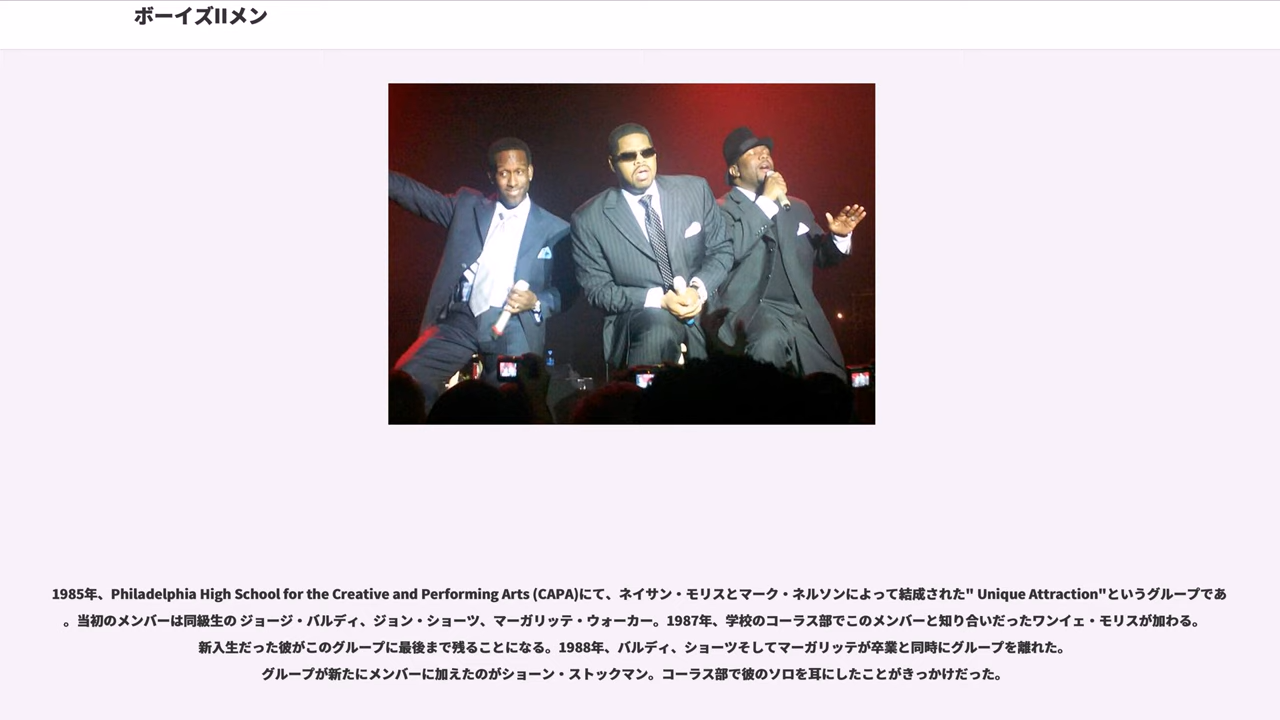 ボーイズIIメン
1985年、Philadelphia High School for the Creative and Performing Arts (CAPA)にて、ネイサン・モリスとマーク・ネルソンによって結成された" Unique Attraction"というグループであ
。当初のメンバーは同級生の ジョージ・バルディ、ジョン・ショーツ、マーガリッテ・ウォーカー。1987年、学校のコーラス部でこのメンバーと知り合いだったワンイェ・モリスが加わる。
新入生だった彼がこのグループに最後まで残ることになる。1988年、バルディ、ショーツそしてマーガリッテが卒業と同時にグループを離れた。
グループが新たにメンバーに加えたのがショーン・ストックマン。コーラス部で彼のソロを耳にしたことがきっかけだった。